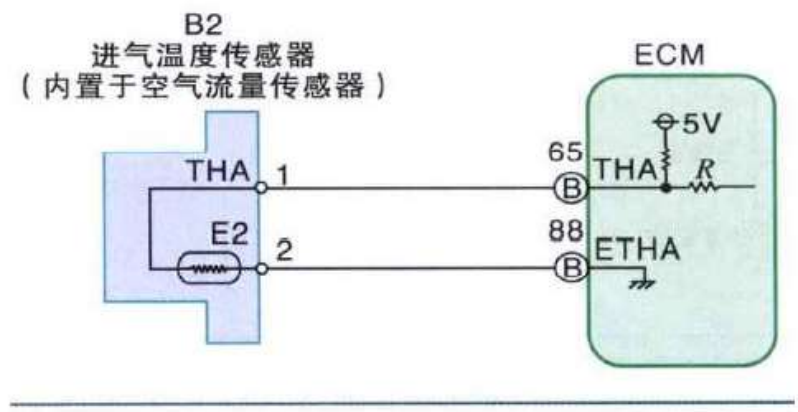 B2
进气温度传感器
（内置于空气流量传感器）
ECM
5V
THA 1
65
B
THA
R
E2
2
88
B
ETHA